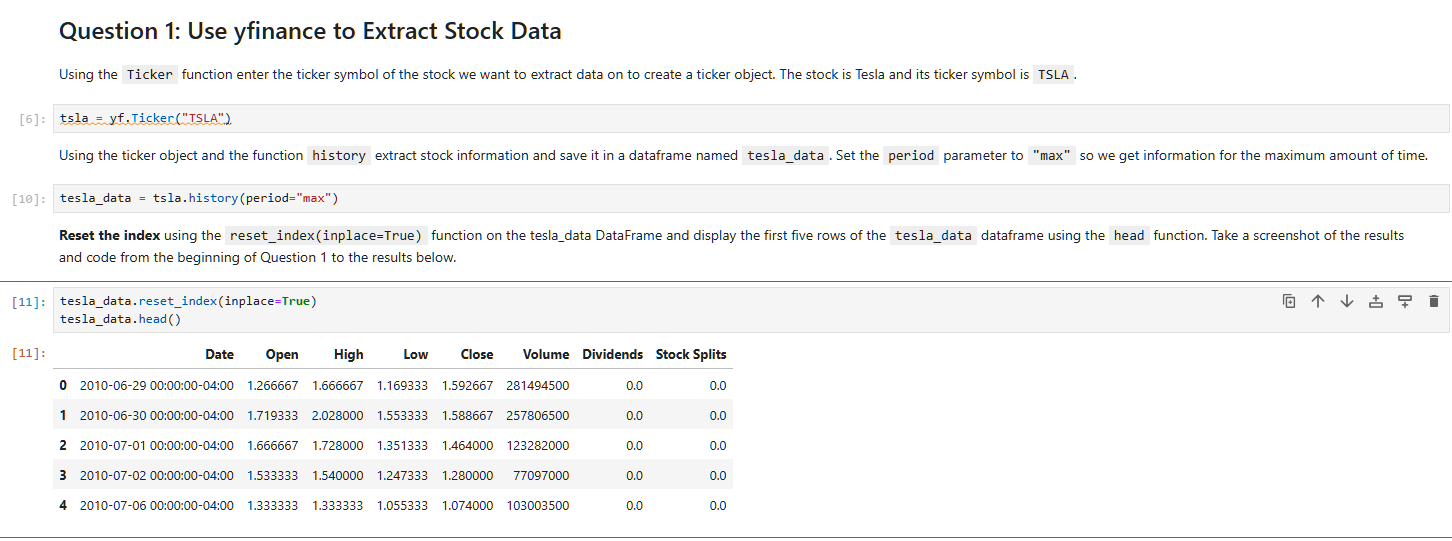 Question 1: Use yfinance to Extract Stock Data
Using the Ticker function enter the ticker symbol of the stock we want to extract data on to create a ticker object. The stock is Tesla and its ticker symbol is TSLA .
[6]: tsla = yf.Ticker("TSLA")
Using the ticker object and the function history extract stock information and save it in a dataframe named tesla_data . Set the period parameter to "max" so we get information for the maximum amount of time.
[10]: tesla_data = tsla.history(period="max")
Reset the index using the reset_index(inplace=True) function on the tesla_data DataFrame and display the first five rows of the tesla_data dataframe using the head function. Take a screenshot of the results
and code from the beginning of Question 1 to the results below.
[11]: tesla_data.reset_index(inplace=True)
tesla_data.head()
[11]: Date Open High Low Close Volume Dividends Stock Splits
0 2010-06-29 00:00:00-04:00 1.266667 1.666667 1.169333 1.592667 281494500 0.0 0.0
1 2010-06-30 00:00:00-04:00 1.719333 2.028000 1.553333 1.588667 257806500 0.0 0.0
2 2010-07-01 00:00:00-04:00 1.666667 1.728000 1.351333 1.464000 123282000 0.0 0.0
3 2010-07-02 00:00:00-04:00 1.533333 1.540000 1.247333 1.280000 77097000 0.0 0.0
4 2010-07-06 00:00:00-04:00 1.333333 1.333333 1.055333 1.074000 103003500 0.0 0.0